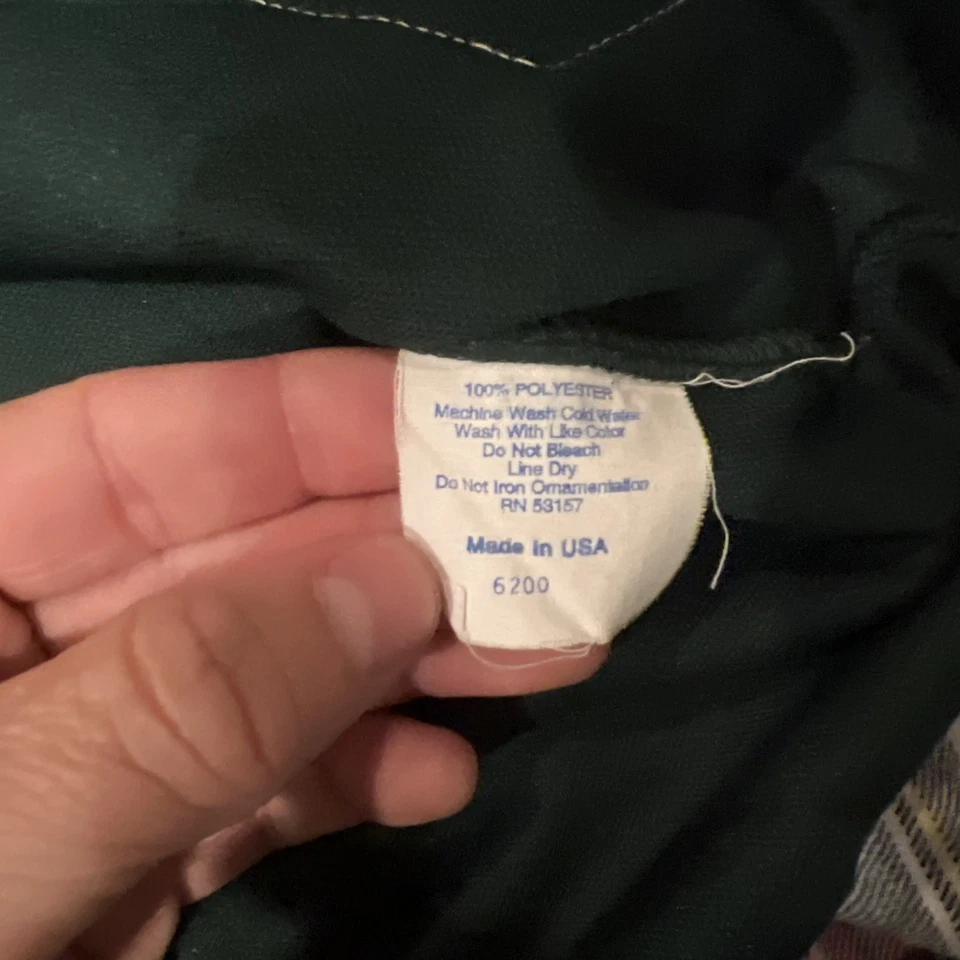 100% POLYESTER
Machine Wash Cold Water
Wash With Like Color
Do Not Bleach
Line Dry
Do Not Iron Ornamentation
RN 53157
Made in USA
6200